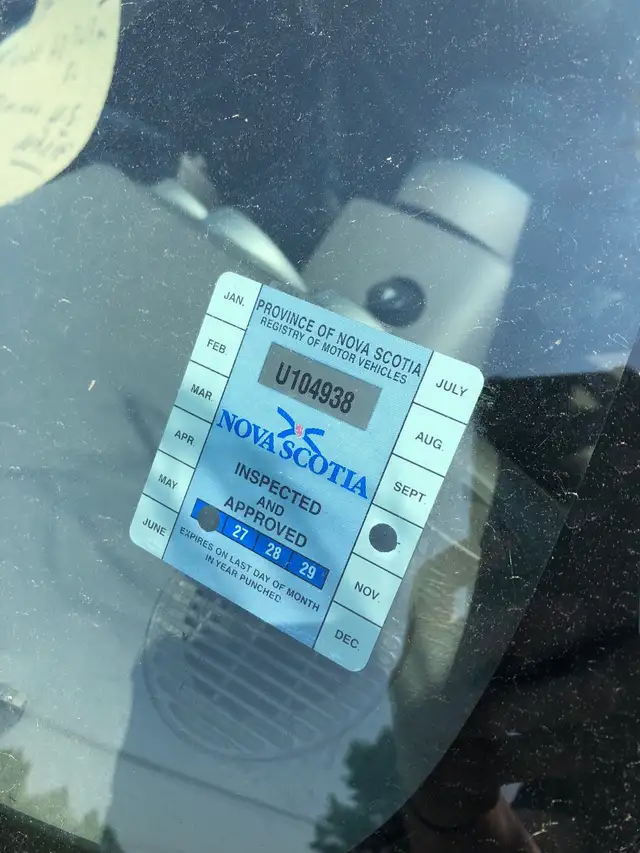 PROVINCE OF NOVA SCOTIA
REGISTRY OF MOTOR VEHICLES
U104938
NOVA SCOTIA
INSPECTED
AND
APPROVED
27 28 29
EXPIRES ON LAST DAY OF MONTH
IN YEAR PUNCHED.
JAN.
FEB.
MAR.
APR.
MAY
JUNE
JULY
AUG.
SEPT.
NOV.
DEC.